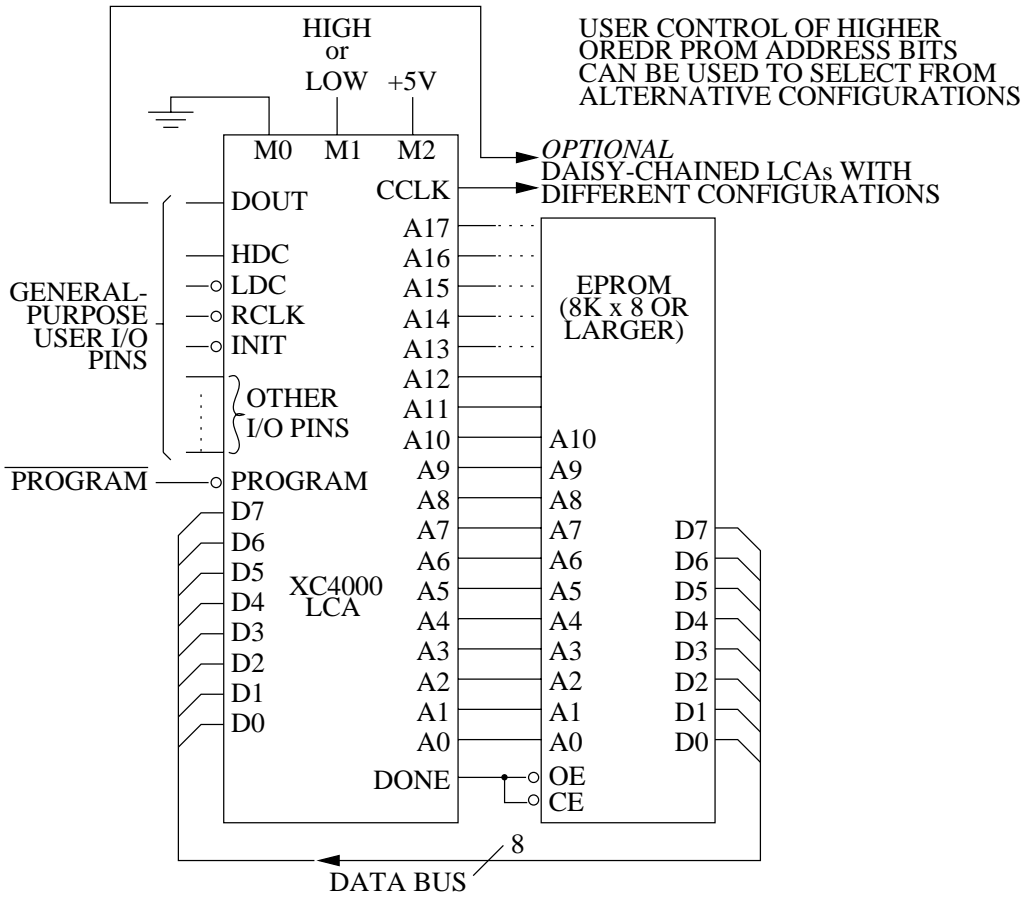 HIGH
or
LOW
+5V
USER CONTROL OF HIGHER
OREDR PROM ADDRESS BITS
CAN BE USED TO SELECT FROM
ALTERNATIVE CONFIGURATIONS
M0
M1
M2
OPTIONAL
DAISY-CHAINED LCAs WITH
DIFFERENT CONFIGURATIONS
GENERAL-
PURPOSE
USER I/O
PINS
DOUT
HDC
LDC
RCLK
INIT
OTHER
I/O PINS
PROGRAM
PROGRAM
D7
D6
D5
D4
D3
D2
D1
D0
XC4000
LCA
CCLK
A17
A16
A15
A14
A13
A12
A11
A10
A9
A8
A7
A6
A5
A4
A3
A2
A1
A0
DONE
EPROM
(8K x 8 OR
LARGER)
A10
A9
A8
A7
A6
A5
A4
A3
A2
A1
A0
OE
CE
D7
D6
D5
D4
D3
D2
D1
D0
8
DATA BUS